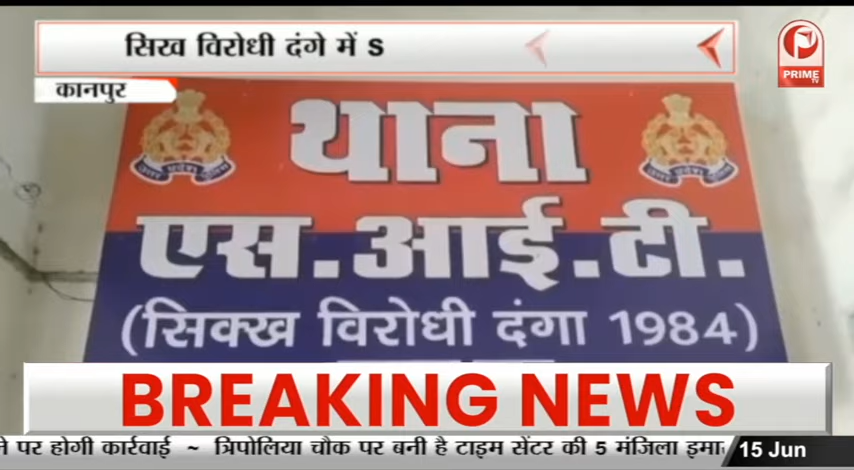 सिख विरोधी दंगे में S
PRIME
TV
कानपुर
थाना
एस.आई.टी.
(सिक्ख विरोधी दंगा 1984)
BREAKING NEWS
पर होगी कार्रवाई ~ त्रिपोलिया चौक पर बनी है टाइम सेंटर की 5 मंजिला
15 Jun